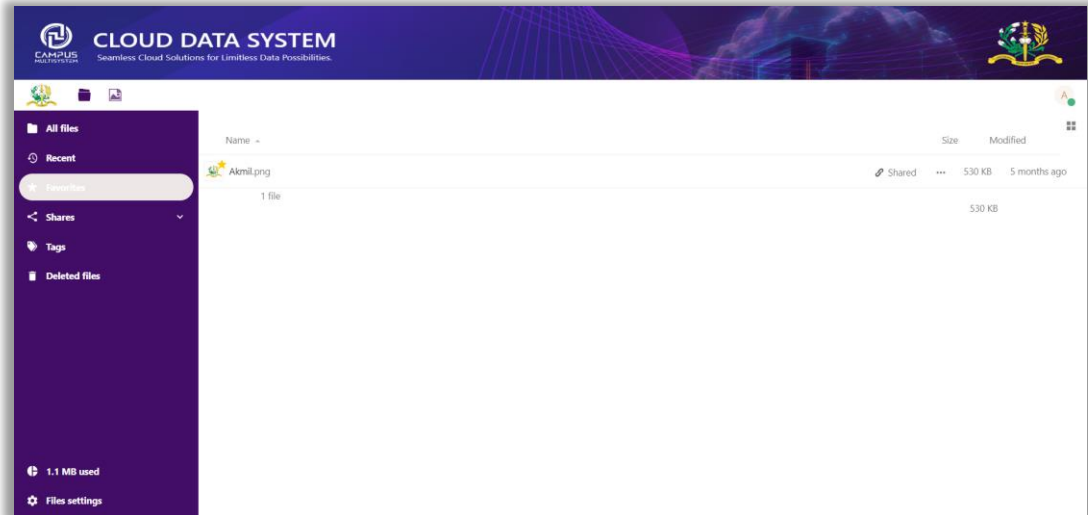 CAMPUS
MULTISYSTEM
CLOUD DATA SYSTEM
Seamless Cloud Solutions for Limitless Data Possibilities.
A
All files
Recent
Favorites
Shares
Tags
Deleted files
1.1 MB used
Files settings
Name Size Modified
Akmil.png Shared ... 530 KB 5 months ago
1 file 530 KB